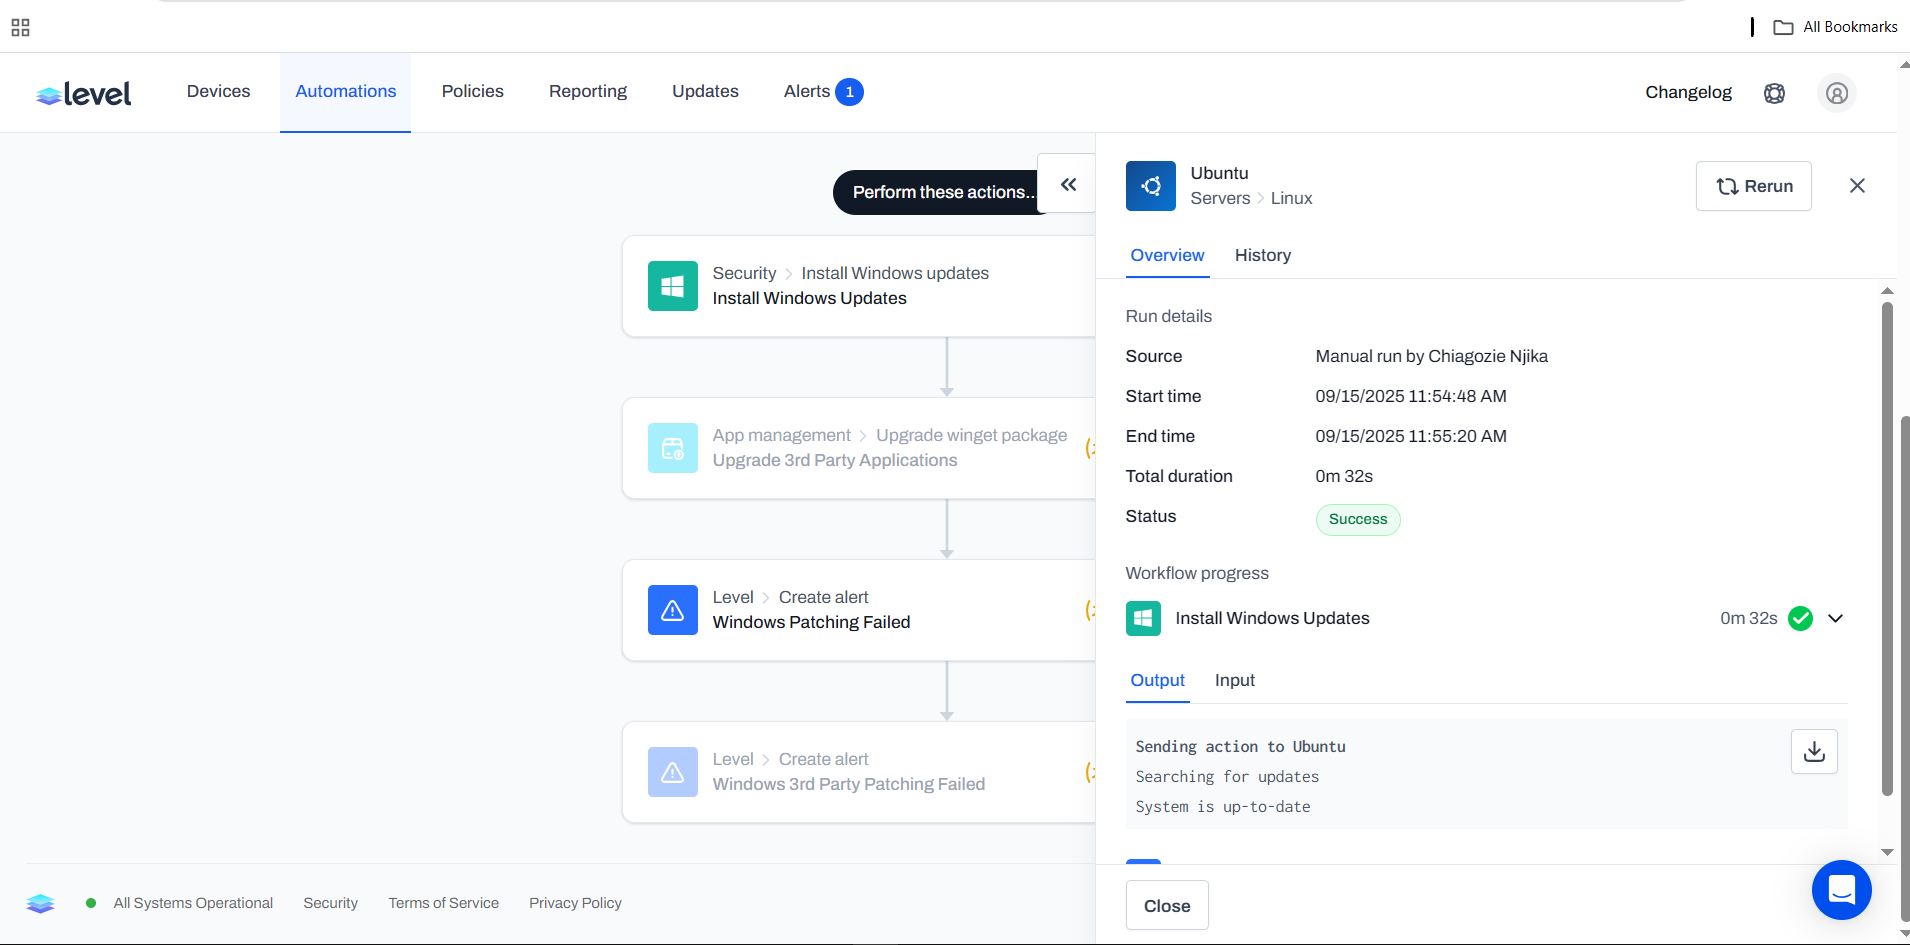 All Bookmarks
level
Devices
Automations
Policies
Reporting
Updates
Alerts 1
Changelog
Perform these actions...
Security > Install Windows updates
Install Windows Updates
App management > Upgrade winget package
Upgrade 3rd Party Applications
Level > Create alert
Windows Patching Failed
Level > Create alert
Windows 3rd Party Patching Failed
Ubuntu
Servers > Linux
Rerun
Overview
History
Run details
Source Manual run by Chiagozie Njika
Start time 09/15/2025 11:54:48 AM
End time 09/15/2025 11:55:20 AM
Total duration 0m 32s
Status Success
Workflow progress
Install Windows Updates 0m 32s
Output
Input
Sending action to Ubuntu
Searching for updates
System is up-to-date
Close
All Systems Operational
Security
Terms of Service
Privacy Policy